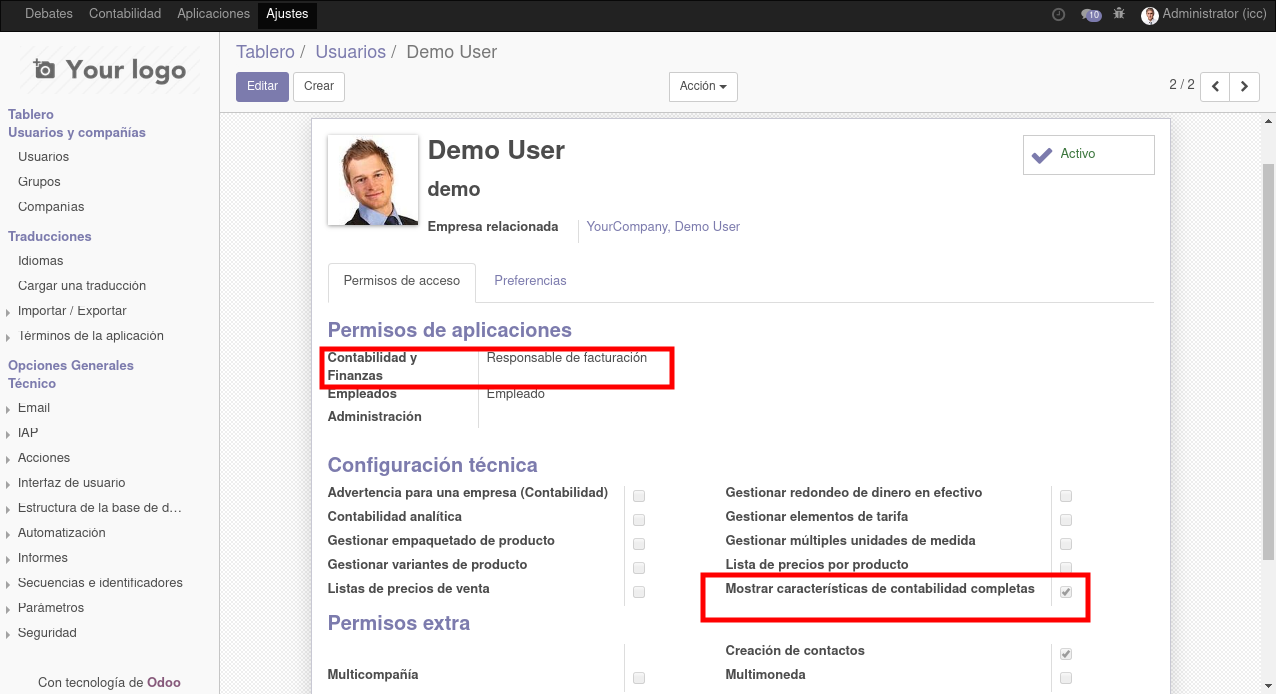 Debates Contabilidad Aplicaciones Ajustes 10 Administrator (icc)
Your logo
Tablero
Usuarios y compañías
Usuarios
Grupos
Companias
Traducciones
Idiomas
Cargar una traducción
Importar / Exportar
Términos de la aplicación
Opciones Generales
Técnico
Email
IAP
Acciones
Interfaz de usuario
Estructura de la base de d...
Automatización
Informes
Secuencias e identificadores
Parámetros
Seguridad
Con tecnología de Odoo
Tablero / Usuarios / Demo User
Editar Crear Acción 2 / 2
Demo User
Activo
demo
Empresa relacionada YourCompany, Demo User
Permisos de acceso Preferencias
Permisos de aplicaciones
Contabilidad y Responsable de facturación
Finanzas
Empleados Empleado
Administración
Configuración técnica
Advertencia para una empresa (Contabilidad) Gestionar redondeo de dinero en efectivo
Contabilidad analítica Gestionar elementos de tarifa
Gestionar empaquetado de producto Gestionar múltiples unidades de medida
Gestionar variantes de producto Lista de precios por producto
Listas de precios de venta Mostrar características de contabilidad completas
Permisos extra
Creación de contactos
Multicompañía Multimoneda